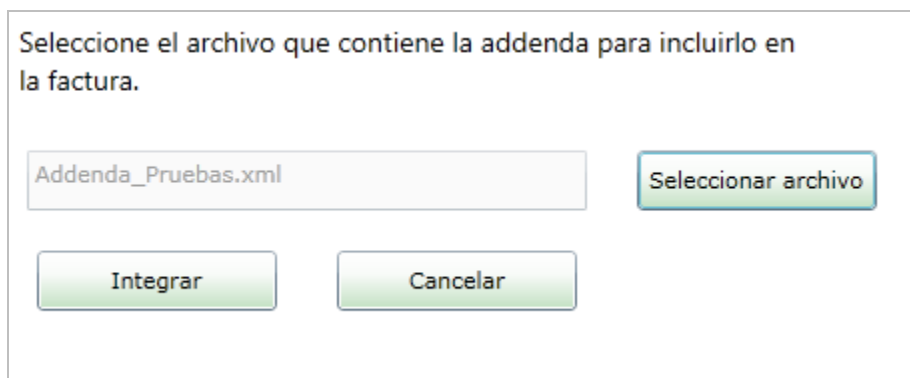 Seleccione el archivo que contiene la addenda para incluirlo en
la factura.
Addenda_Pruebas.xml
Seleccionar archivo
Integrar
Cancelar